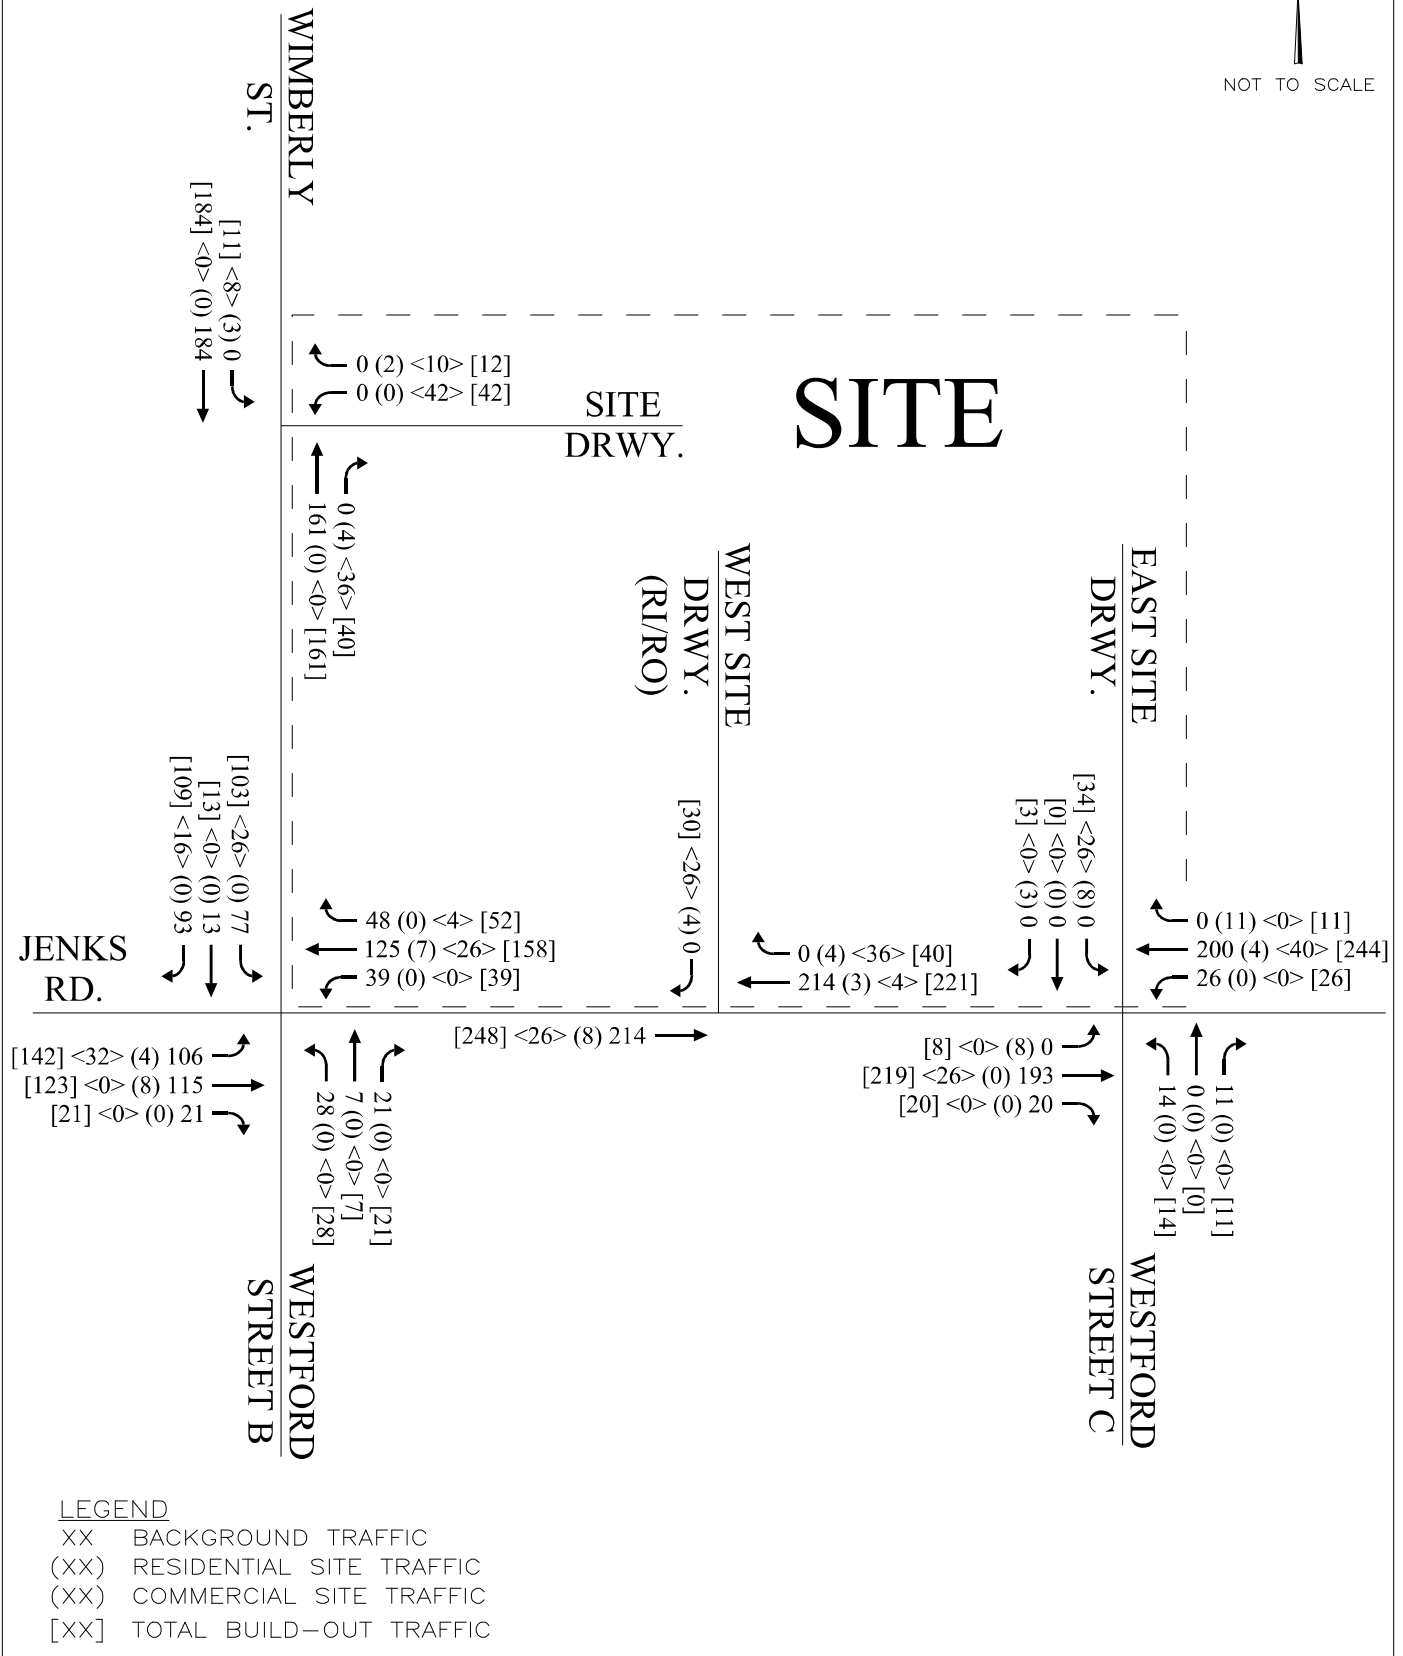 NOT TO SCALE
WIMBERLY
ST.
[11] <8> (3) 0
[184] <0> (0) 184
0 (2) <10> [12]
0 (0) <42> [42]
SITE
DRWY.
SITE
0 (4) <36> [40]
161 (0) <0> [161]
WEST SITE
DRWY.
(RI/RO)
EAST SITE
DRWY.
[103] <26> (0) 77
[13] <0> (0) 13
[109] <16> (0) 93
[30] <26> (4) 0
[34] <26> (8) 0
[0] <0> (0) 0
[3] <0> (3) 0
JENKS
RD.
48 (0) <4> [52]
125 (7) <26> [158]
39 (0) <0> [39]
0 (4) <36> [40]
214 (3) <4> [221]
0 (11) <0> [11]
200 (4) <40> [244]
26 (0) <0> [26]
[142] <32> (4) 106
[123] <0> (8) 115
[21] <0> (0) 21
[248] <26> (8) 214
[8] <0> (8) 0
[219] <26> (0) 193
[20] <0> (0) 20
21 (0) <0> [21]
7 (0) <0> [7]
28 (0) <0> [28]
11 (0) <0> [11]
0 (0) <0> [0]
14 (0) <0> [14]
WESTFORD
STREET B
WESTFORD
STREET C
LEGEND
XX BACKGROUND TRAFFIC
(XX) RESIDENTIAL SITE TRAFFIC
(XX) COMMERCIAL SITE TRAFFIC
[XX] TOTAL BUILD-OUT TRAFFIC